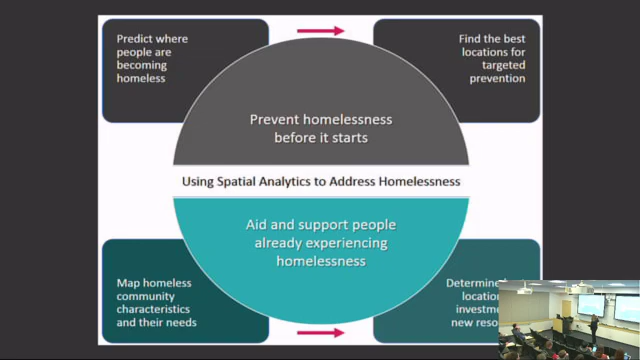 Predict where
people are
becoming
homeless
Find the best
locations for
targeted
prevention
Prevent homelessness
before it starts
Using Spatial Analytics to Address Homelessness
Aid and support people
already experiencing
homelessness
Map homeless
community
characteristics
and their needs
Determine
location
investment
new